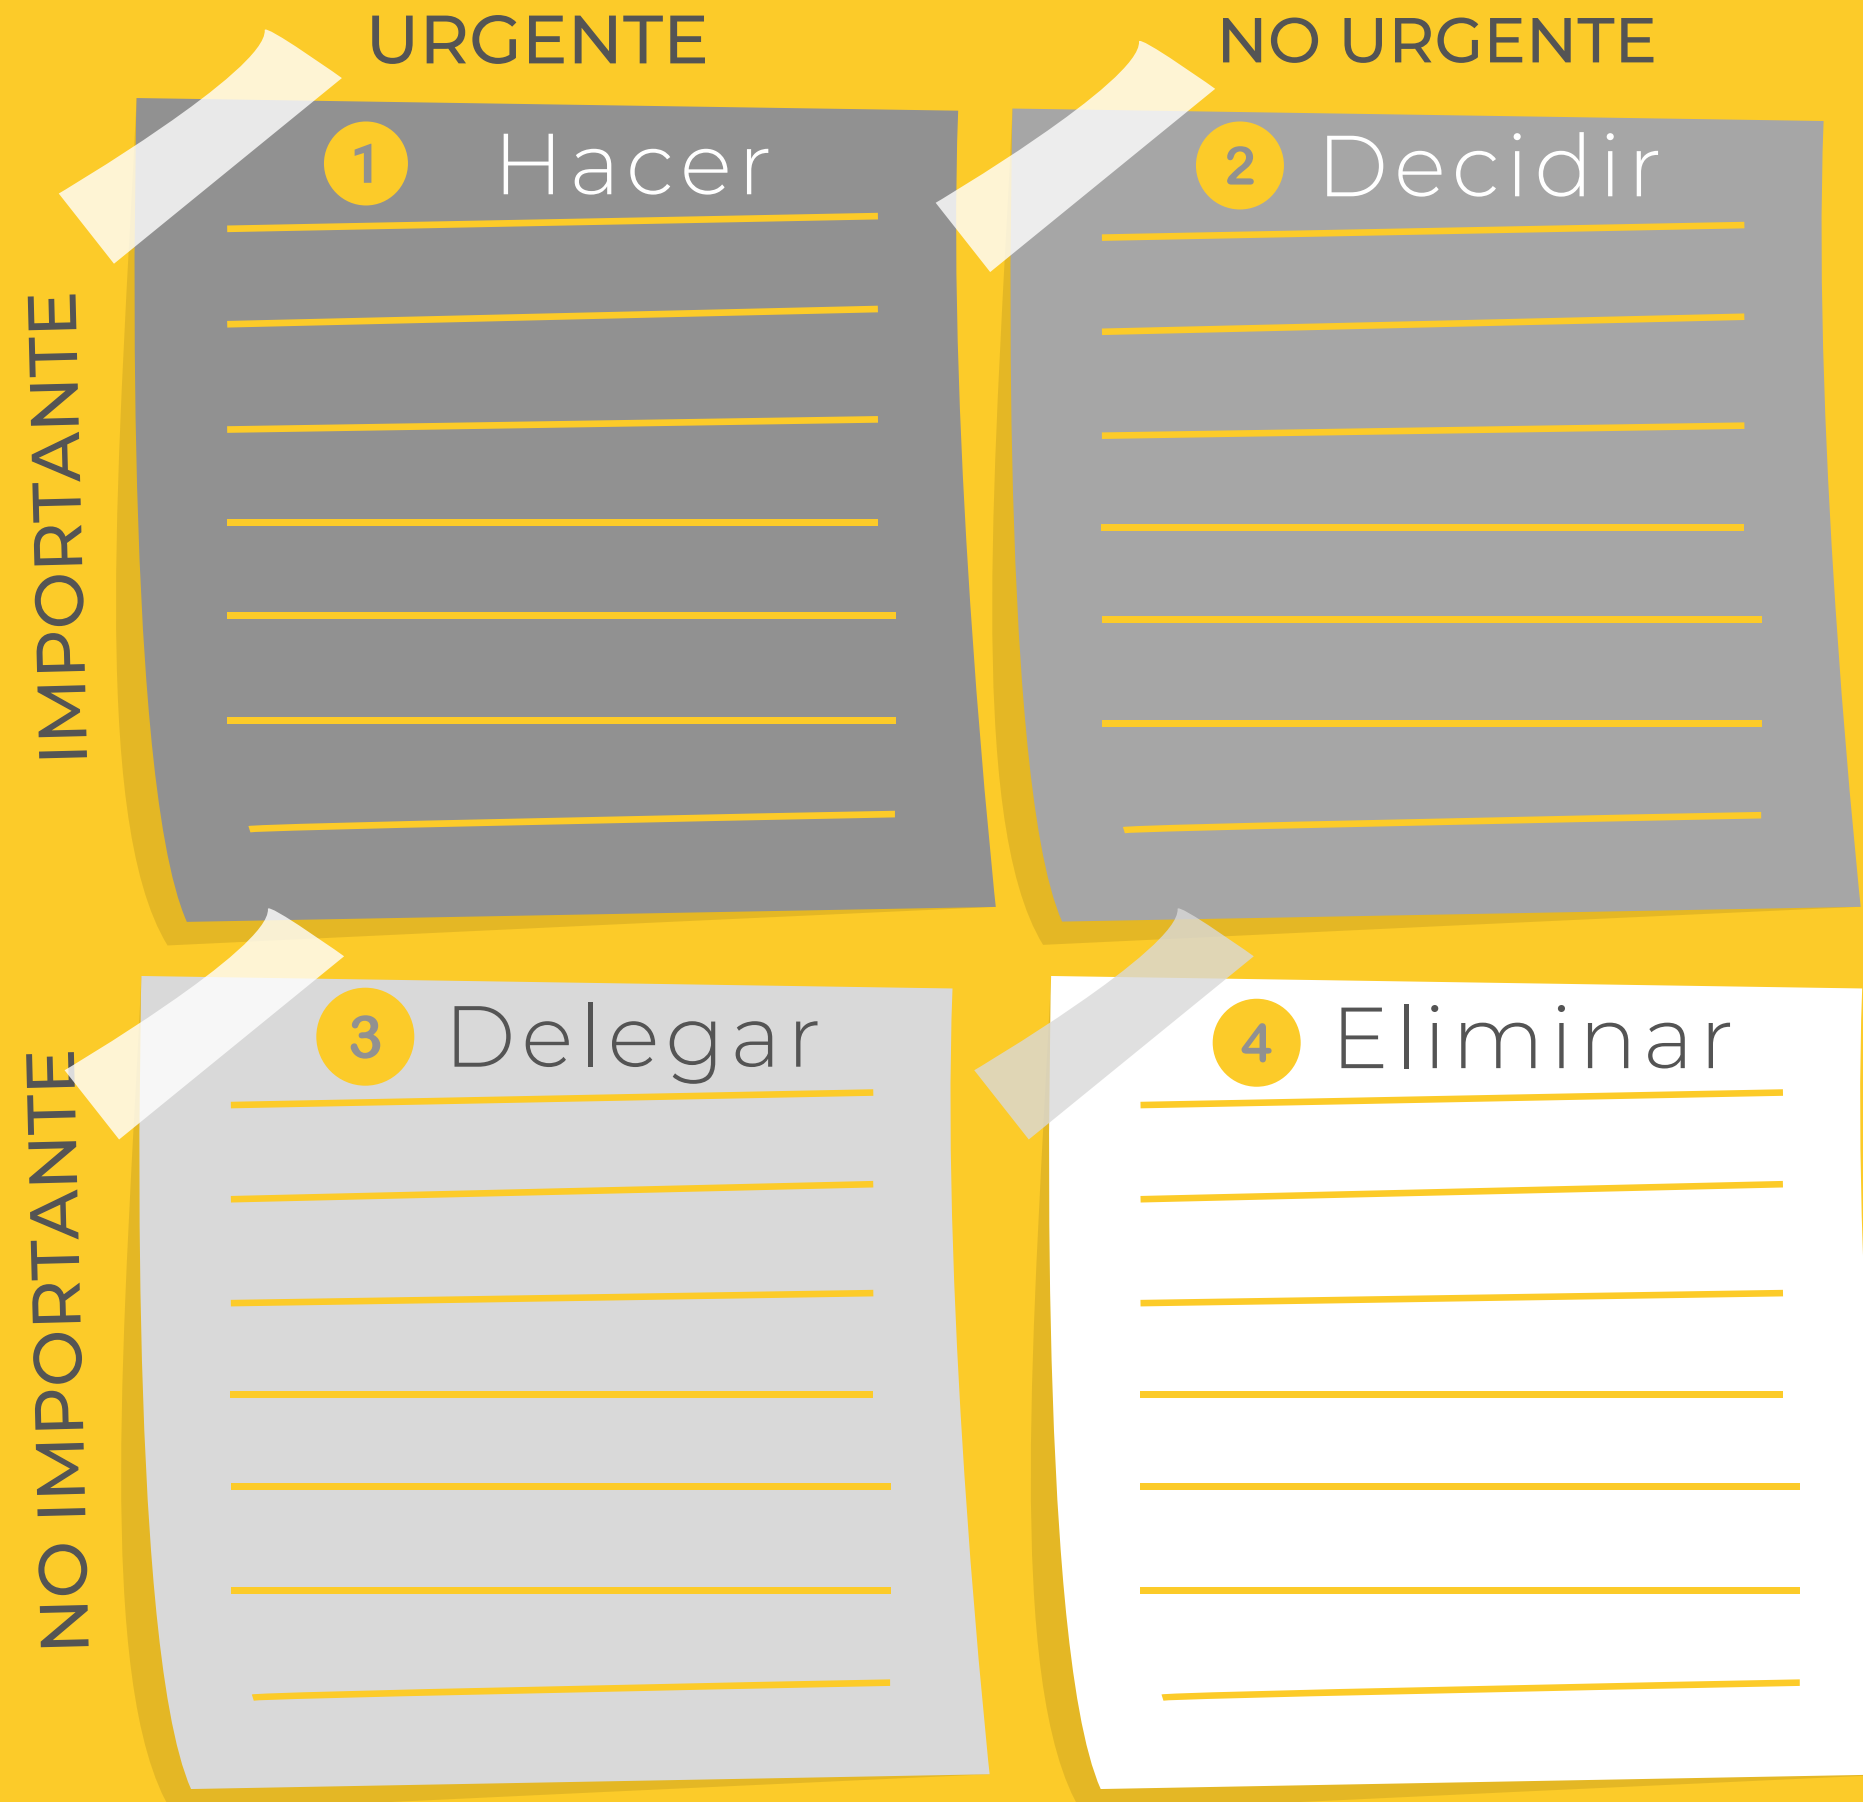 URGENTE
NO URGENTE
IMPORTANTE
1 Hacer
2 Decidir
NO IMPORTANTE
3 Delegar
4 Eliminar